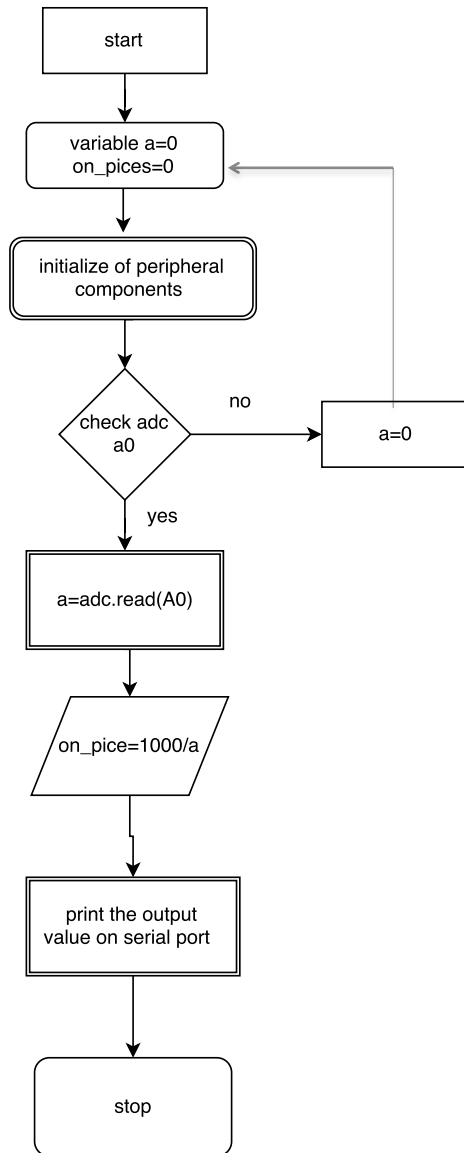 start
variable a=0
on_pices=0
initialize of peripheral
components
check adc
a0
no
a=0
yes
a=adc.read(A0)
on_pice=1000/a
print the output
value on serial port
stop